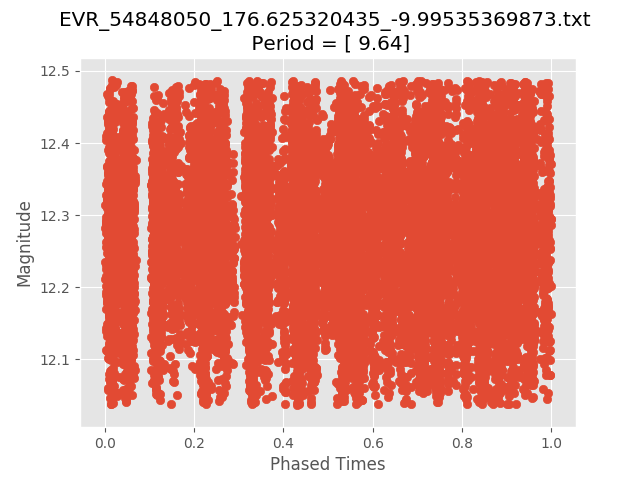 EVR_54848050_176.625320435_-9.99535369873.txt
Period = [ 9.64]
12.5
12.4
12.3
12.2
12.1
Magnitude
0.0 0.2 0.4 0.6 0.8 1.0
Phased Times